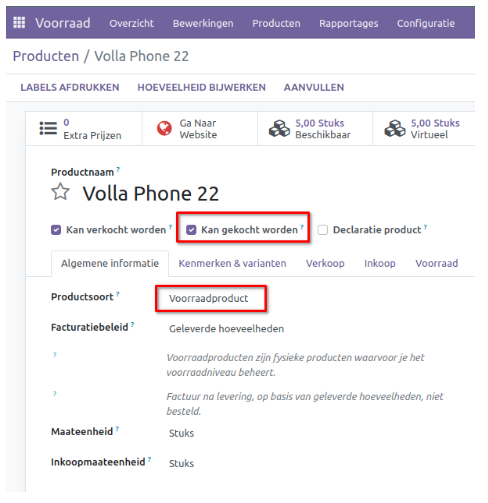 Voorraad Overzicht Bewerkingen Producten Rapportages Configuratie
Producten / Volla Phone 22
LABELS AFDRUKKEN HOEVEELHEID BIJWERKEN AANVULLEN
0 Extra Prijzen
Ga Naar Website
5,00 Stuks Beschikbaar
5,00 Stuks Virtueel
Productnaam ?
Volla Phone 22
Kan verkocht worden ? Kan gekocht worden ? Declaratie product ?
Algemene informatie Kenmerken & varianten Verkoop Inkoop Voorraad
Productsoort ? Voorraadproduct
Facturatiebeleid ? Geleverde hoeveelheden
? Voorraadproducten zijn fysieke producten waarvoor je het
voorraadniveau beheert.
? Factuur na levering, op basis van geleverde hoeveelheden, niet
besteld.
Maateenheid ? Stuks
Inkoopmaateenheid ? Stuks